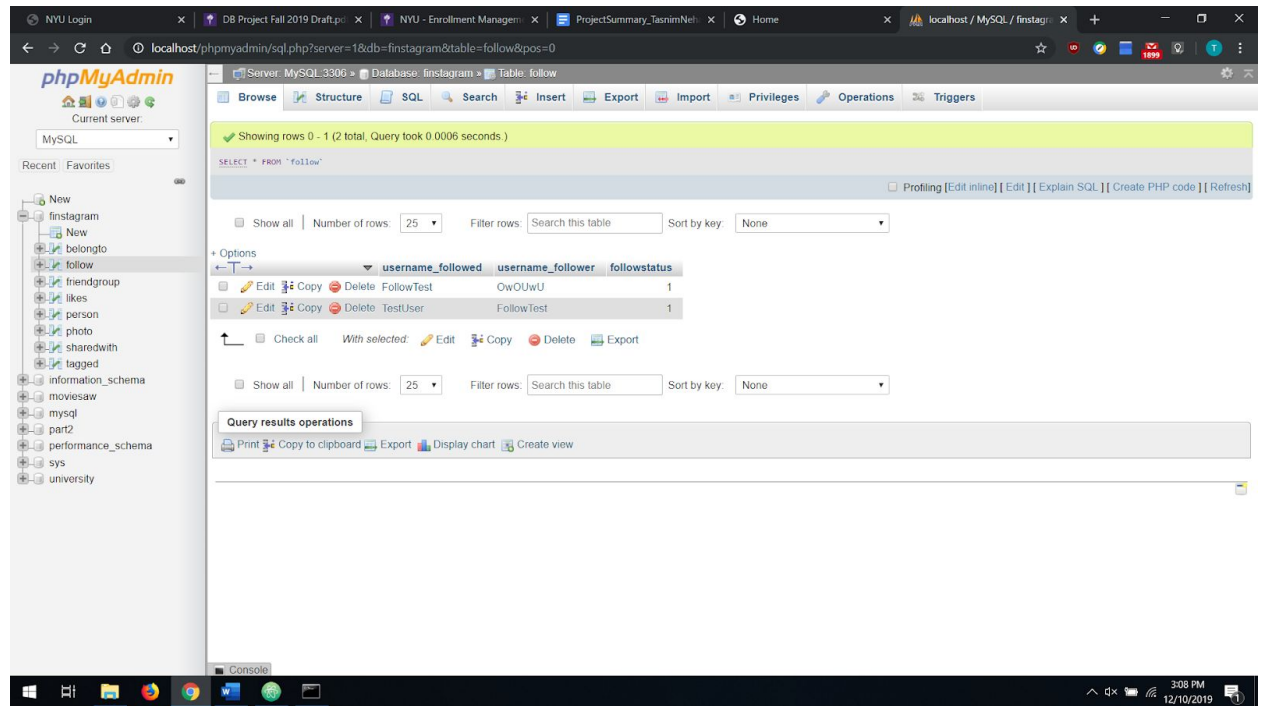 NYU Login
DB Project Fall 2019 Draft.pd
NYU - Enrollment Managem
ProjectSummary_TasnimNeh
Home
localhost / MySQL / finstagra
localhost/phpmyadmin/sql.php?server=1&db=finstagram&table=follow&pos=0
1899
T
phpMyAdmin
Current server:
MySQL
Recent Favorites
New
finstagram
New
belongto
follow
friendgroup
likes
person
photo
sharedwith
tagged
information_schema
moviesaw
mysql
part2
performance_schema
sys
university
Server: MySQL:3306 » Database: finstagram » Table: follow
Browse Structure SQL Search Insert Export Import Privileges Operations Triggers
Showing rows 0 - 1 (2 total, Query took 0.0006 seconds.)
SELECT * FROM `follow`
Profiling [Edit inline] [ Edit ] [ Explain SQL ] [ Create PHP code ] [ Refresh]
Show all | Number of rows: 25 Filter rows: Search this table Sort by key: None
+ Options
←T→ username_followed username_follower followstatus
Edit Copy Delete FollowTest OwOUwU 1
Edit Copy Delete TestUser FollowTest 1
Check all With selected: Edit Copy Delete Export
Show all | Number of rows: 25 Filter rows: Search this table Sort by key: None
Query results operations
Print Copy to clipboard Export Display chart Create view
Console
3:08 PM
12/10/2019
1